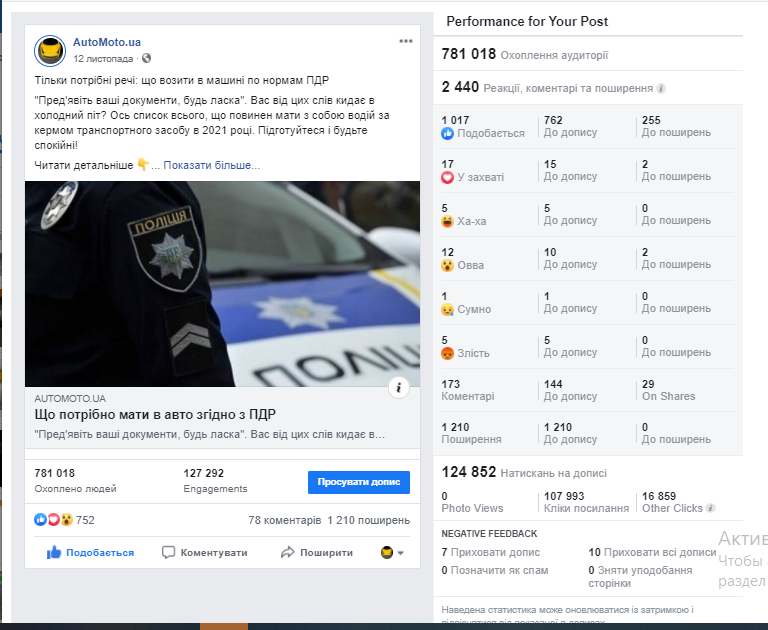 AutoMoto.ua
12 листопада ·
Тільки потрібні речі: що возити в машині по нормам ПДР
"Пред'явіть ваші документи, будь ласка". Вас від цих слів кидає в
холодний піт? Ось список всього, що повинен мати з собою водій за
кермом транспортного засобу в 2021 році. Підготуйтеся і будьте
спокійні!
Читати детальніше 👇... Показати більше...
ПОЛІЦІЯ
ПОЛІЦ
AUTOMOTO.UA
Що потрібно мати в авто згідно з ПДР
"Пред'явіть ваші документи, будь ласка". Вас від цих слів кидає в...
781 018 127 292
Охоплено людей Engagements
Просувати допис
752 78 коментарів 1 210 поширень
Подобається Коментувати Поширити
Performance for Your Post
781 018 Охоплення аудиторії
2 440 Реакції, коментарі та поширення
1 017 762 255
Подобається До допису До поширень
17 15 2
У захваті До допису До поширень
5 5 0
Ха-ха До допису До поширень
12 10 2
Овва До допису До поширень
1 1 0
Сумно До допису До поширень
5 5 0
Злість До допису До поширень
173 144 29
Коментарі До допису On Shares
1 210 1 210 0
Поширення До допису До поширень
124 852 Натискань на дописі
0 107 993 16 859
Photo Views Кліки посилання Other Clicks
NEGATIVE FEEDBACK
7 Приховати допис 10 Приховати всі дописи
0 Позначити як спам 0 Зняти уподобання
сторінки
Актив
Чтобы
раздел
Наведена статистика може оновлюватися із затримкою і